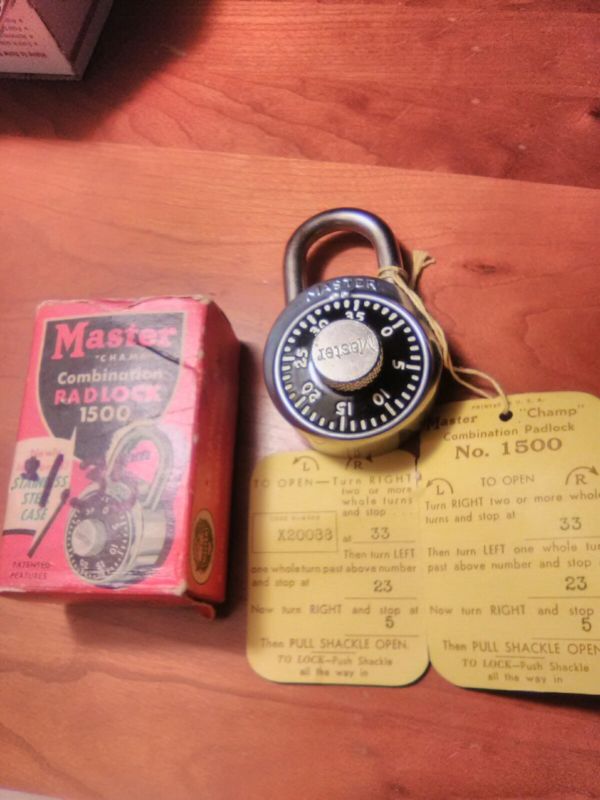 Master
"CHAMP"
Combination
PADLOCK
1500
STAINLESS
STEEL
CASE
PATENTED
FEATURES
MASTER
35
0
5
10
15
20
25
30
Master
L R
TO OPEN—Turn RIGHT
two or more
whole turns
and stop
X20033
at 33
Then turn LEFT
one whole turn past above number
and stop at
23
Now turn RIGHT and stop at
5
Then PULL SHACKLE OPEN.
TO LOCK—Push Shackle
all the way in
PRINTED U. S. A.
Master "Champ"
Combination Padlock
No. 1500
L TO OPEN R
Turn RIGHT two or more whole
turns and stop at
33
Then turn LEFT one whole tu
past above number and stop
23
Now turn RIGHT and stop
5
Then PULL SHACKLE OPEN
TO LOCK—Push Shackle
all the way in